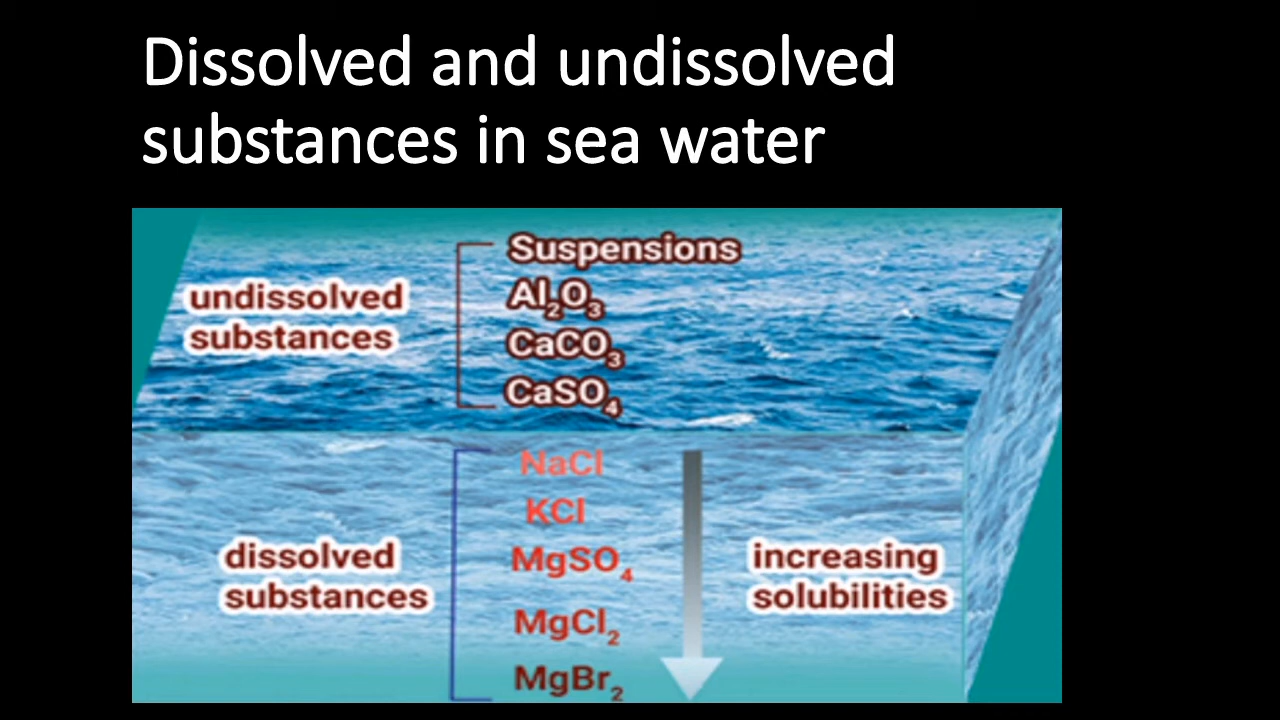 Dissolved and undissolved
substances in sea water
undissolved
substances
Suspensions
Al₂O₃
CaCO₃
CaSO₄
dissolved
substances
NaCl
KCl
MgSO₄
MgCl₂
MgBr₂
increasing
solubilities